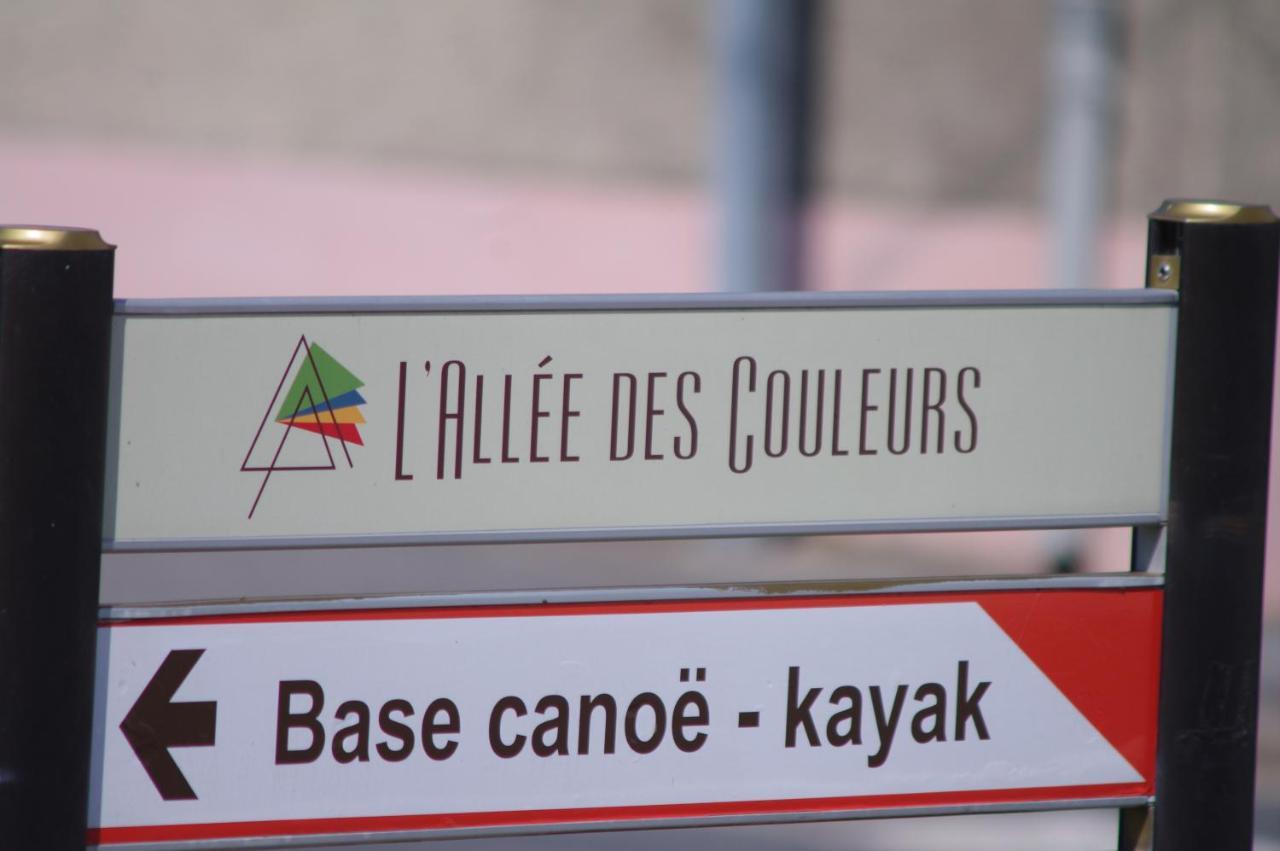 L'Allée des Couleurs
Base canoë - kayak